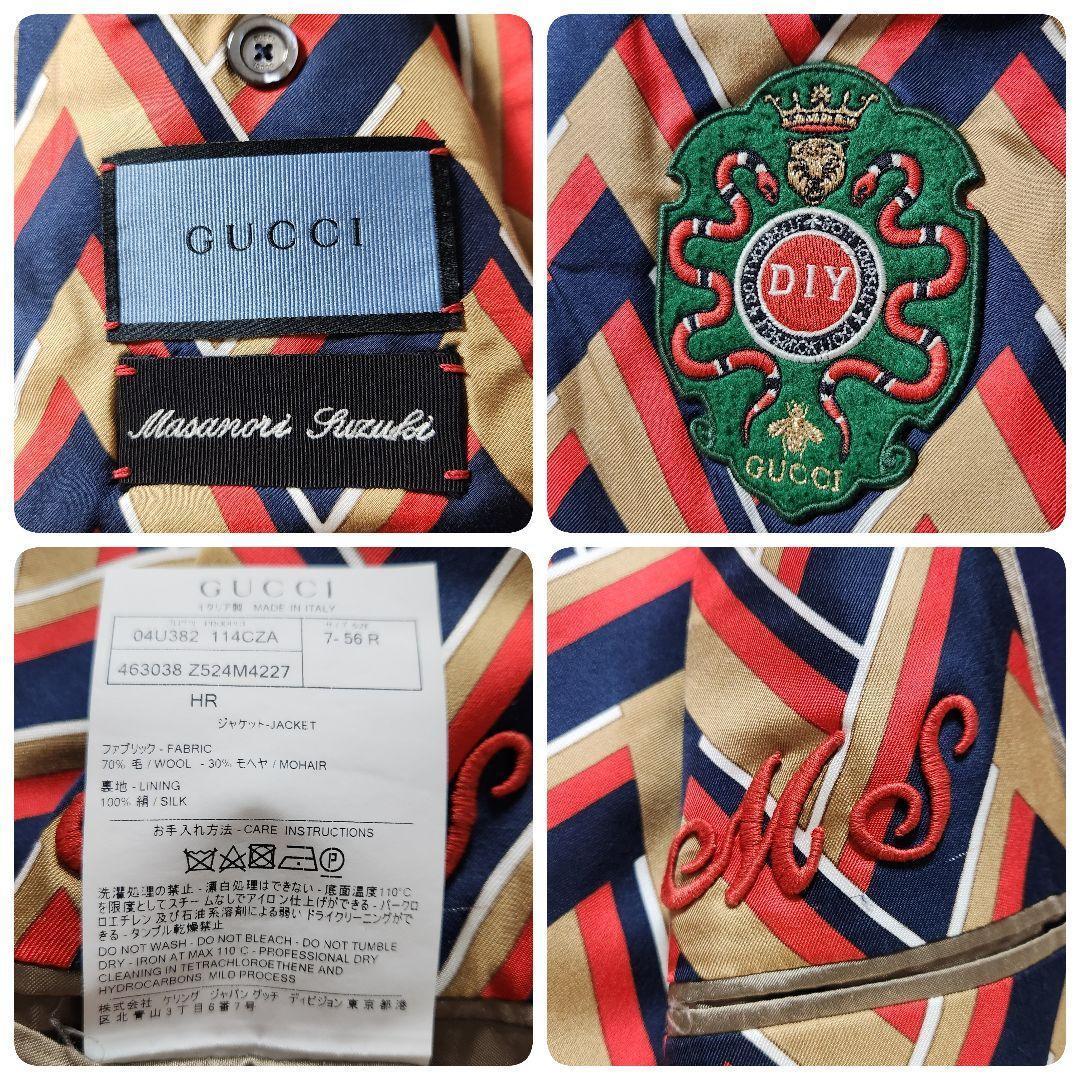 GUCCI
Masanori Suzuki
DO IT YOURSELF
DIY
GUCCI
GUCCI
イタリア製 MADE IN ITALY
04U382 114CZA
7- 56 R
463038 Z524M4227
HR
ジャケット-JACKET
ファブリック - FABRIC
70% 毛 / WOOL - 30% モヘヤ / MOHAIR
裏地 - LINING
100% 絹 / SILK
お手入れ方法 - CARE INSTRUCTIONS
P
洗濯処理の禁止 - 漂白処理はできない - 底面温度110°C
を限度としてスチームなしでアイロン仕上げができる - パークロ
ロエチレン 及び石油系溶剤による弱い ドライクリーニングがで
きる - タンブル乾燥禁止
DO NOT WASH - DO NOT BLEACH - DO NOT TUMBLE
DRY - IRON AT MAX 110°C - PROFESSIONAL DRY
CLEANING IN TETRACHLOROETHENE AND
HYDROCARBONS, MILD PROCESS
株式会社 ケリング ジャパン グッチ ディビジョン 東京都港
区北青山3丁目6番7号
S
MS